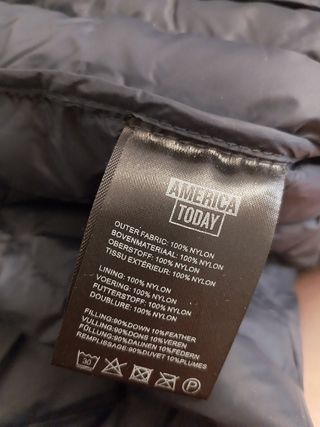 AMERICA
TODAY
OUTER FABRIC: 100% NYLON
BOVENMATERIAAL: 100% NYLON
OBERSTOFF: 100% NYLON
TISSU EXTÉRIEUR: 100% NYLON
LINING: 100% NYLON
VOERING: 100% NYLON
FUTTERSTOFF: 100% NYLON
DOUBLURE: 100% NYLON
FILLING:90%DOWN 10%FEATHER
VULLING:90%DONS 10%VEREN
FÜLLUNG:90%DAUNEN 10%FEDERN
REMPLISSAGE:90%DUVET 10%PLUMES
30 P